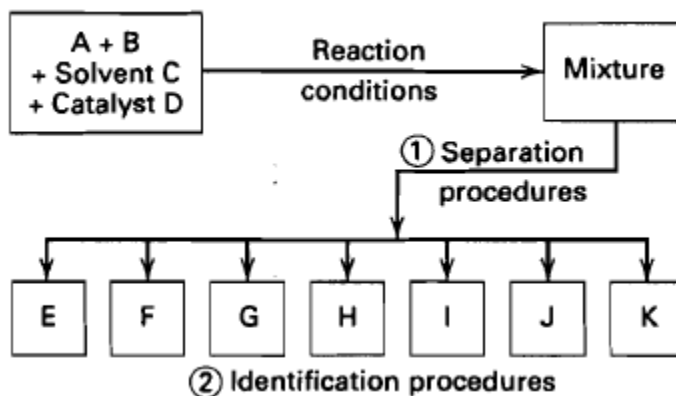 A + B
+ Solvent C
+ Catalyst D
Reaction
conditions
Mixture
① Separation
procedures
E F G H I J K
② Identification procedures